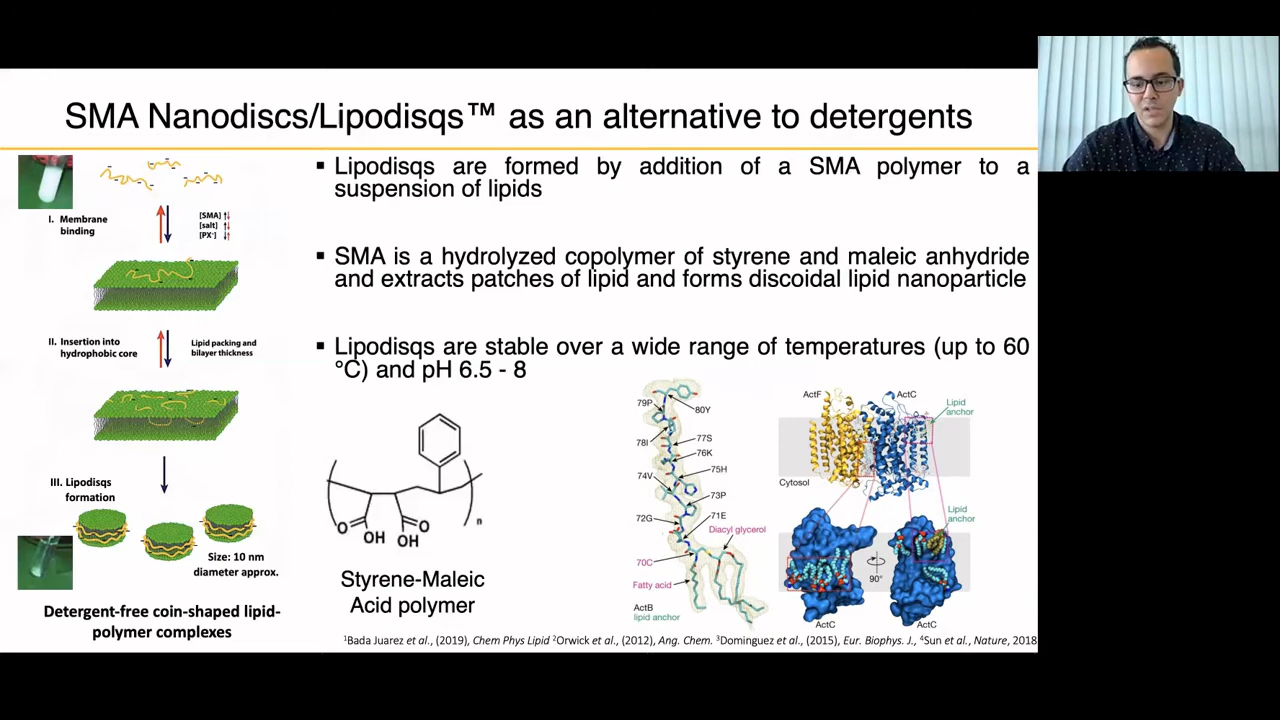 SMA Nanodiscs/Lipodisqs™ as an alternative to detergents
I. Membrane
binding
[SMA]
[salt]
[PX⁻]
II. Insertion into
hydrophobic core
Lipid packing and
bilayer thickness
III. Lipodisqs
formation
Size: 10 nm
diameter approx.
Detergent-free coin-shaped lipid-
polymer complexes
▪ Lipodisqs are formed by addition of a SMA polymer to a
suspension of lipids
▪ SMA is a hydrolyzed copolymer of styrene and maleic anhydride
and extracts patches of lipid and forms discoidal lipid nanoparticle
▪ Lipodisqs are stable over a wide range of temperatures (up to 60
°C) and pH 6.5 - 8
O
OH
OH
O
n
Styrene-Maleic
Acid polymer
79P
80Y
78I
77S
76K
75H
74V
73P
72G
71E
Diacyl glycerol
70C
Fatty acid
ActB
lipid anchor
ActF
ActC
Lipid
anchor
Cytosol
Lipid
anchor
90°
ActC
ActC
¹Bada Juarez et al., (2019), Chem Phys Lipid ²Orwick et al., (2012), Ang. Chem. ³Dominguez et al., (2015), Eur. Biophys. J., ⁴Sun et al., Nature, 2018